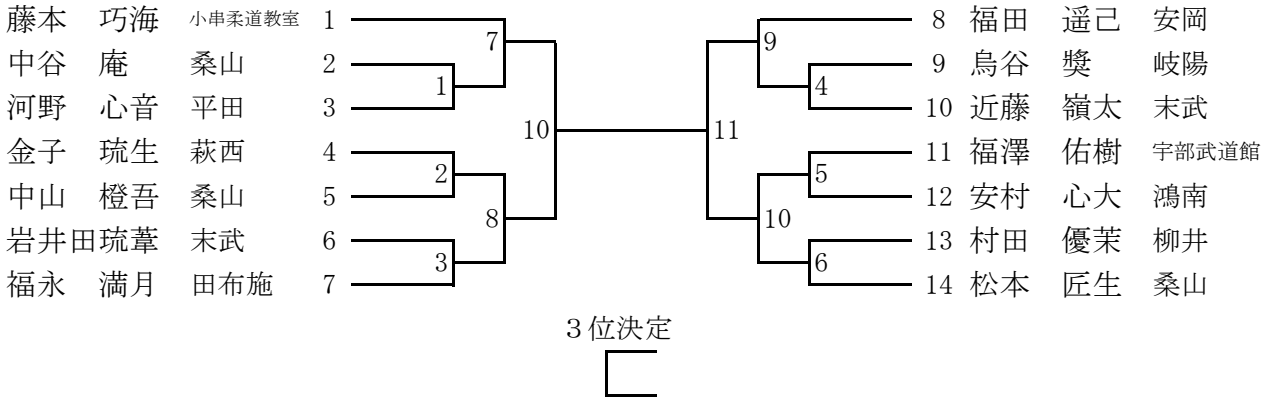 藤本 巧海 小串柔道教室 1
中谷 庵 桑山 2
河野 心音 平田 3
金子 琉生 萩西 4
中山 橙吾 桑山 5
岩井田琉葦 末武 6
福永 満月 田布施 7
7
1
10
2
8
3
8 福田 遥己 安岡
9 烏谷 奬 岐陽
10 近藤 嶺太 末武
11 福澤 佑樹 宇部武道館
12 安村 心大 鴻南
13 村田 優茉 柳井
14 松本 匠生 桑山
9
4
11
5
10
6
３位決定